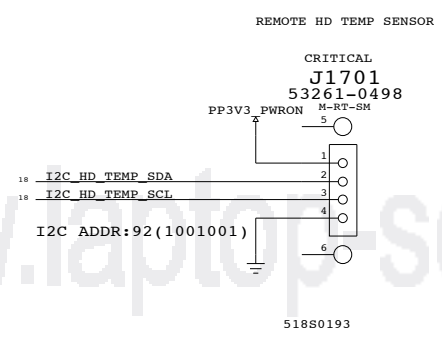 REMOTE HD TEMP SENSOR
CRITICAL
J1701
53261-0498
M-RT-SM
PP3V3_PWRON
5
1
18 I2C_HD_TEMP_SDA 2
18 I2C_HD_TEMP_SCL 3
4
I2C ADDR:92(1001001)
6
w.laptop-s
518S0193